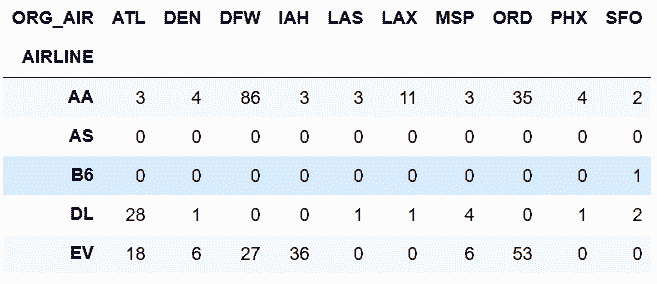 ORG_AIR ATL DEN DFW IAH LAS LAX MSP ORD PHX SFO
AIRLINE
AA 3 4 86 3 3 11 3 35 4 2
AS 0 0 0 0 0 0 0 0 0 0
B6 0 0 0 0 0 0 0 0 0 1
DL 28 1 0 0 1 1 4 0 1 2
EV 18 6 27 36 0 0 6 53 0 0